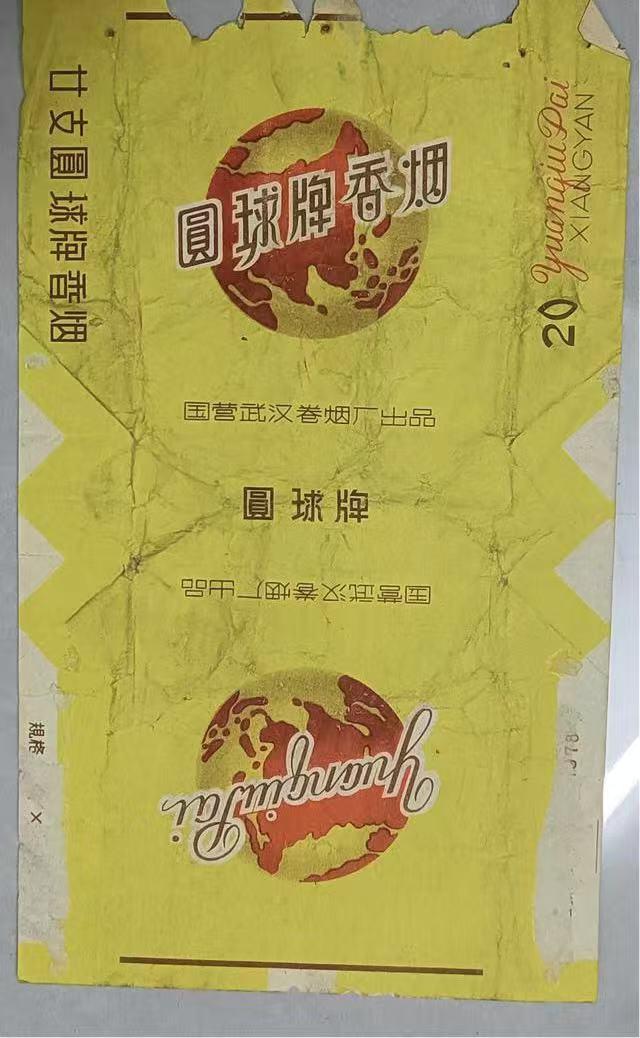 廿支圓球牌香烟
圓球牌香烟
20 Yuanqiu Pai
XIANGYAN
国营武汉卷烟厂出品
圓球牌
国营武汉卷烟厂出品
Yuanqiu Pai
規格
×